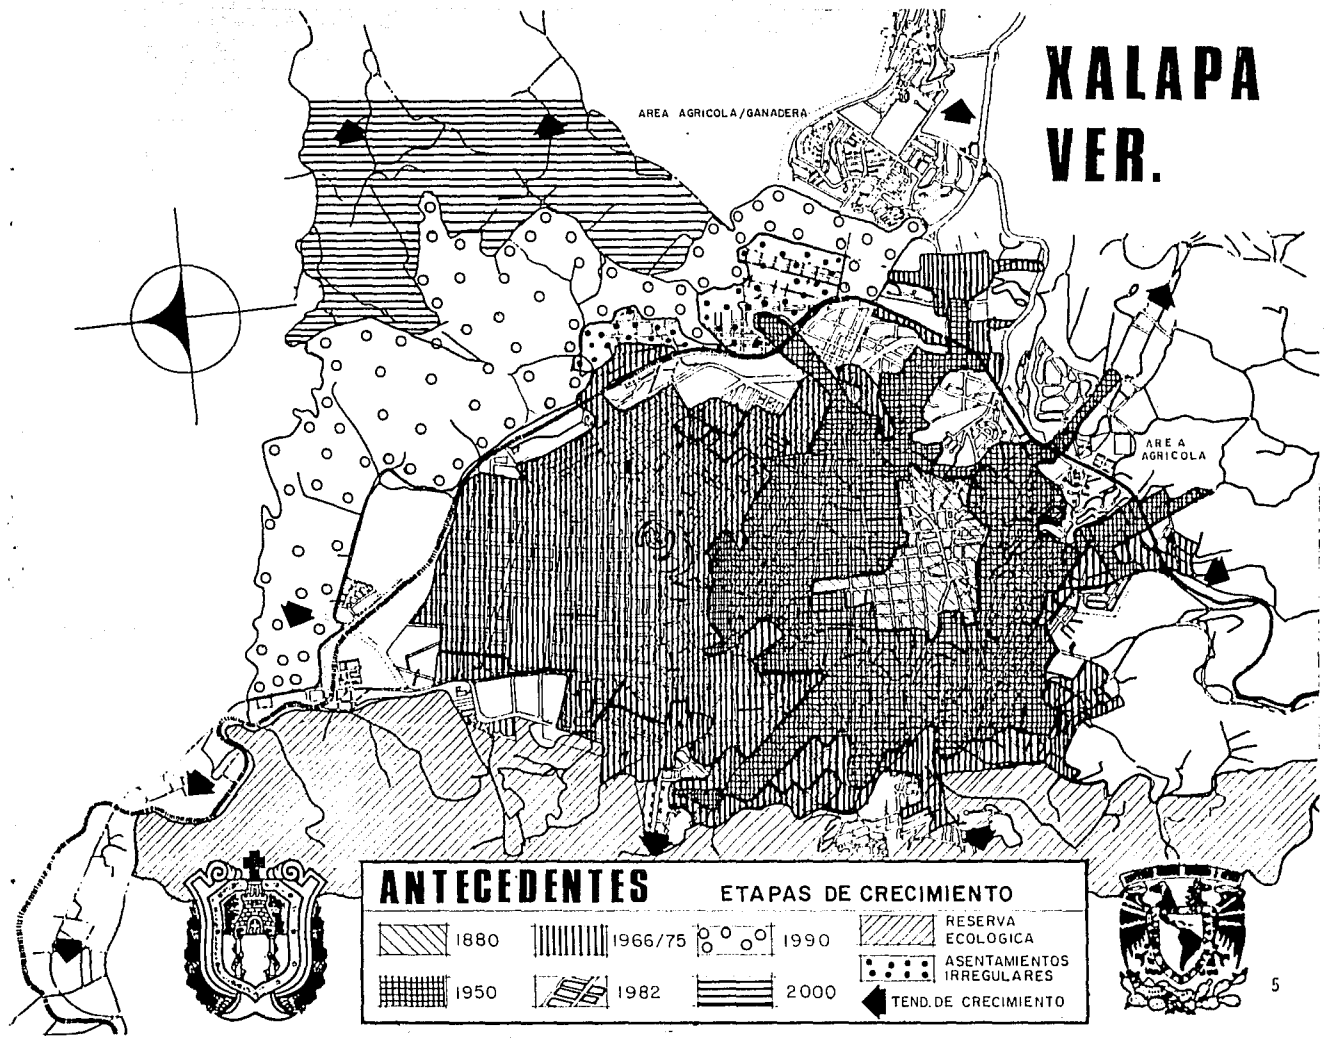 XALAPA
VER.
AREA AGRICOLA/GANADERA
AREA
AGRICOLA
ANTECEDENTES
ETAPAS DE CRECIMIENTO
1880
1966/75
1990
RESERVA
ECOLOGICA
1950
1982
2000
ASENTAMIENTOS
IRREGULARES
TEND. DE CRECIMIENTO
5